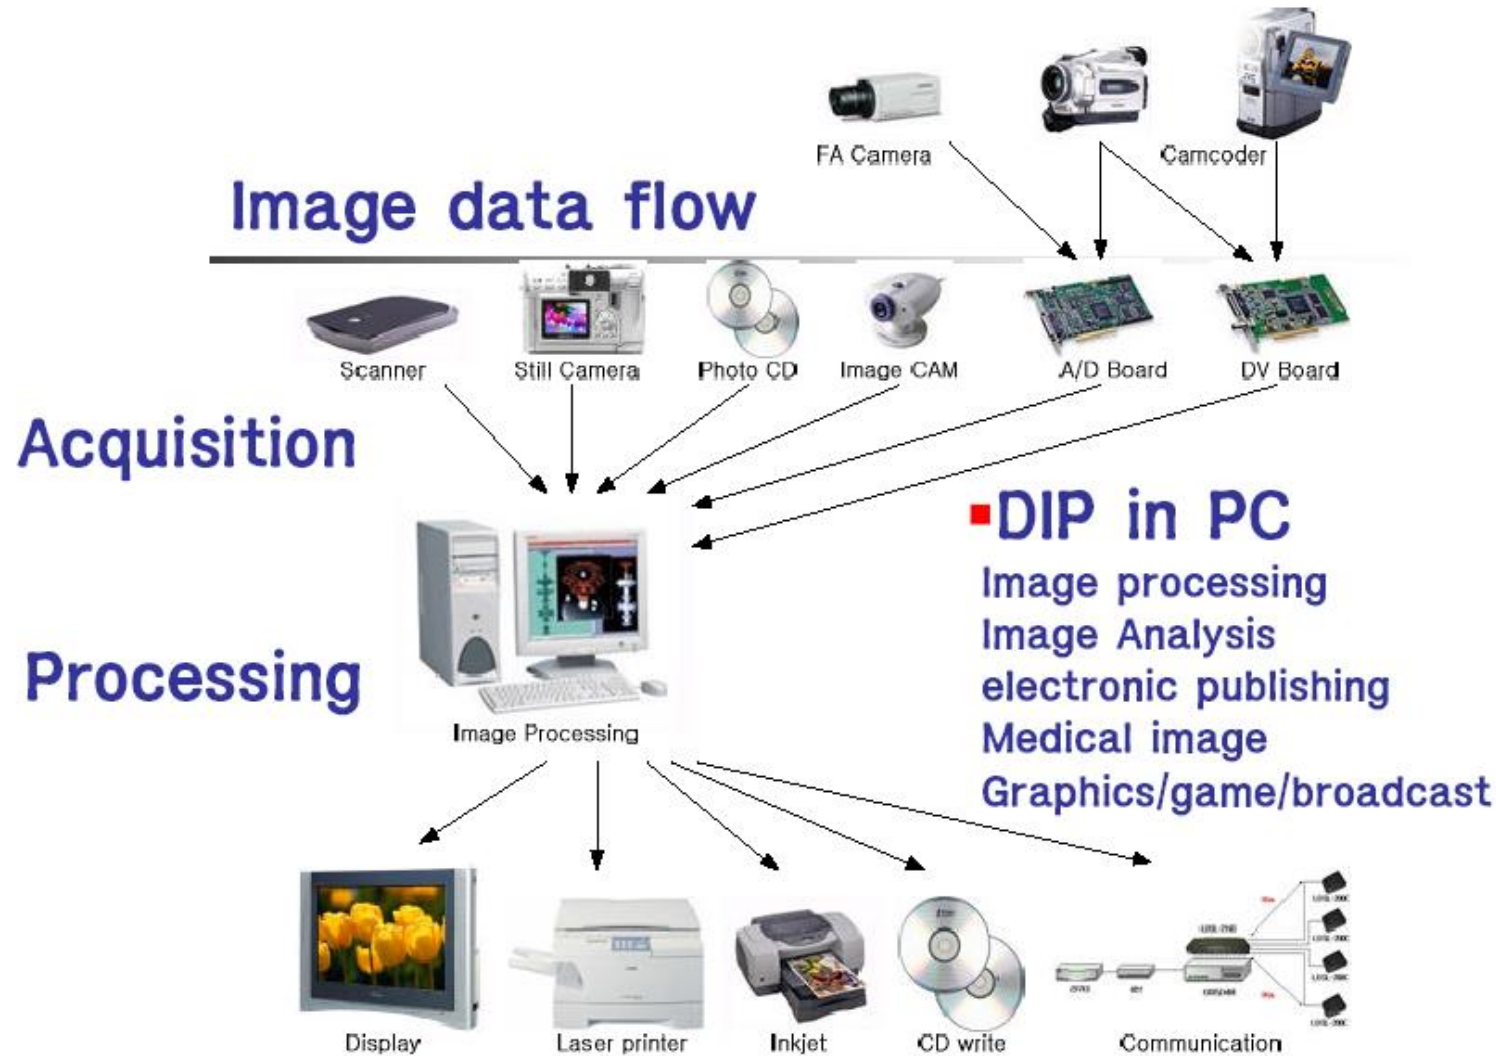 FA Camera
Camcoder
Image data flow
Scanner
Still Camera
Photo CD
Image CAM
A/D Board
DV Board
Acquisition
DIP in PC
Image processing
Image Analysis
electronic publishing
Medical image
Graphics/game/broadcast
Processing
Image Processing
Display
Laser printer
Inkjet
CD write
Communication